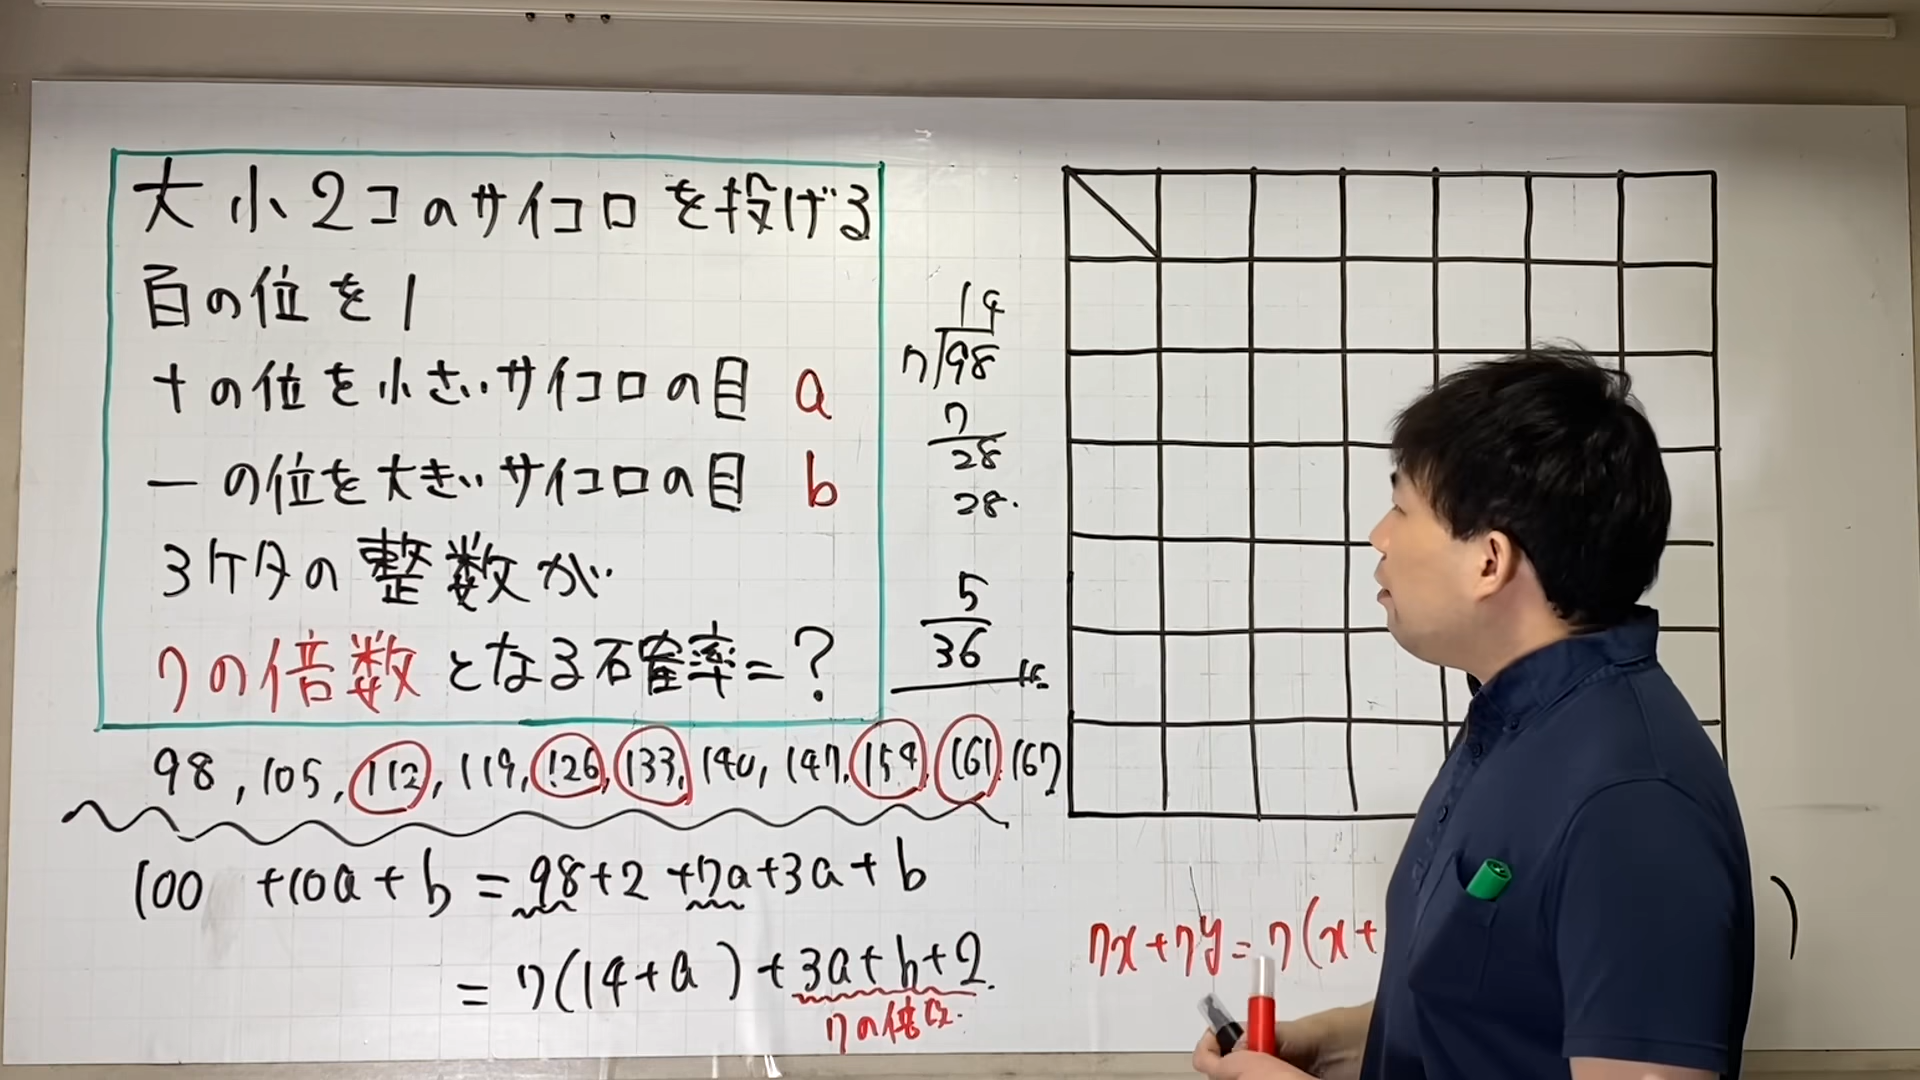 大小2コのサイコロを投げる
百の位を1
十の位を小さいサイコロの目 a
一の位を大きいサイコロの目 b
3ケタの整数が
7の倍数となる確率=?
14
7)98
7
28
28.
5
36
98, 105, 112, 119, 126, 133, 140, 147, 154, 161, 167
100 +10a+b=98+2+7a+3a+b
=7(14+a)+3a+b+2.
7の倍数.
7x+7y=7(x+
)